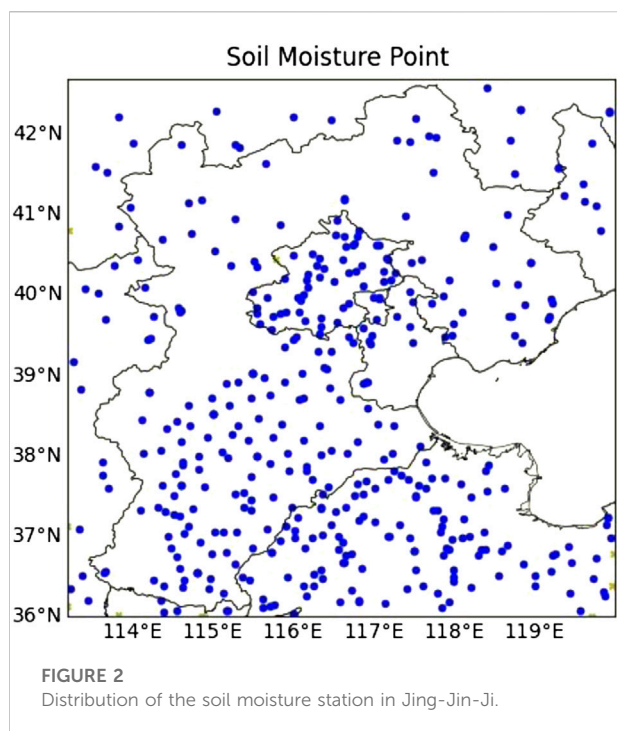 Soil Moisture Point
42°N
41°N
40°N
39°N
38°N
37°N
36°N
114°E 115°E 116°E 117°E 118°E 119°E
FIGURE 2
Distribution of the soil moisture station in Jing-Jin-Ji.